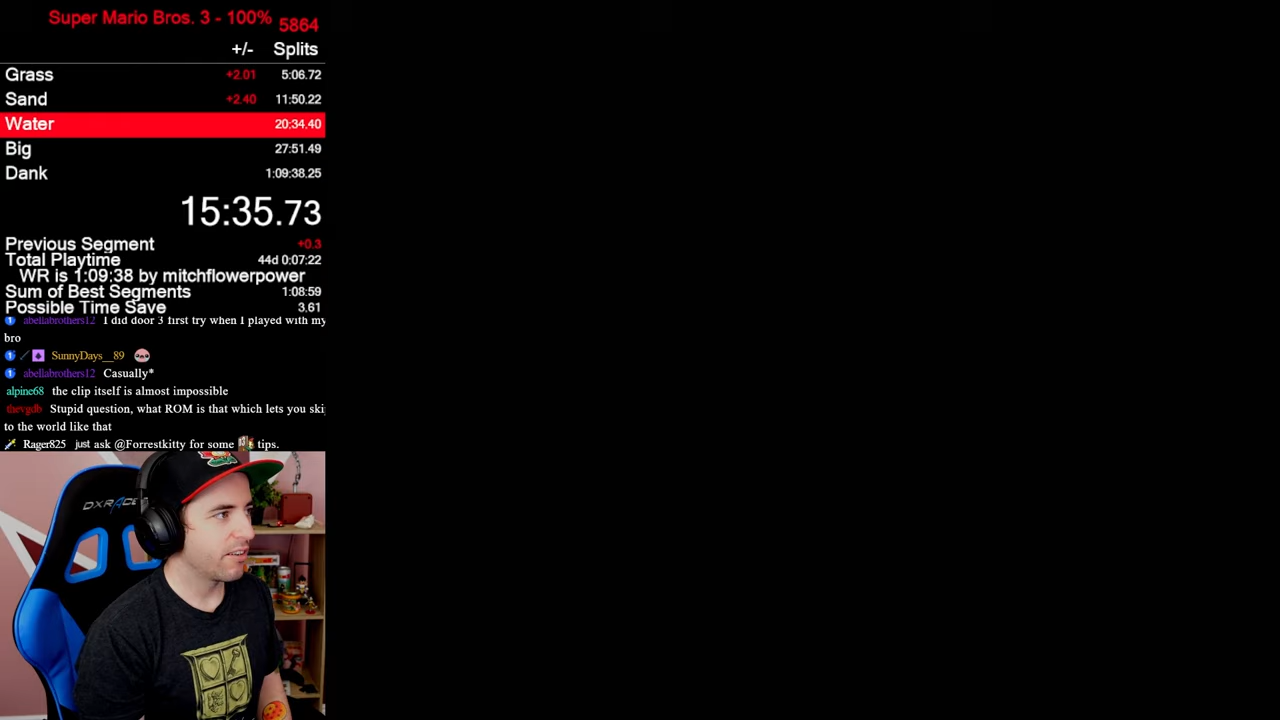 Super Mario Bros. 3 - 100% 5864
+/- Splits
Grass +2.01 5:06.72
Sand +2.40 11:50.22
Water 20:34.40
Big 27:51.49
Dank 1:09:38.25
15:35.73
Previous Segment +0.3
Total Playtime 44d 0:07:22
WR is 1:09:38 by mitchflowerpower
Sum of Best Segments 1:08:59
Possible Time Save 3.61
abellabrothers12 I did door 3 first try when I played with my
bro
SunnyDays__89
abellabrothers12 Casually*
alpine68 the clip itself is almost impossible
thevgdb Stupid question, what ROM is that which lets you ski
to the world like that
Rager825 just ask @Forrestkitty for some tips.
DXRACE